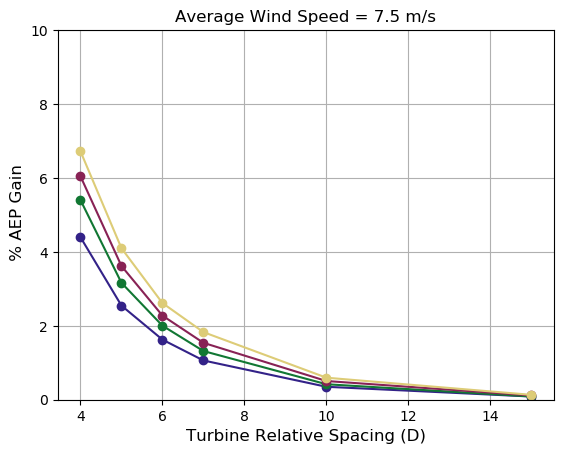 Average Wind Speed = 7.5 m/s
10
8
6
4
2
0
% AEP Gain
4 6 8 10 12 14
Turbine Relative Spacing (D)